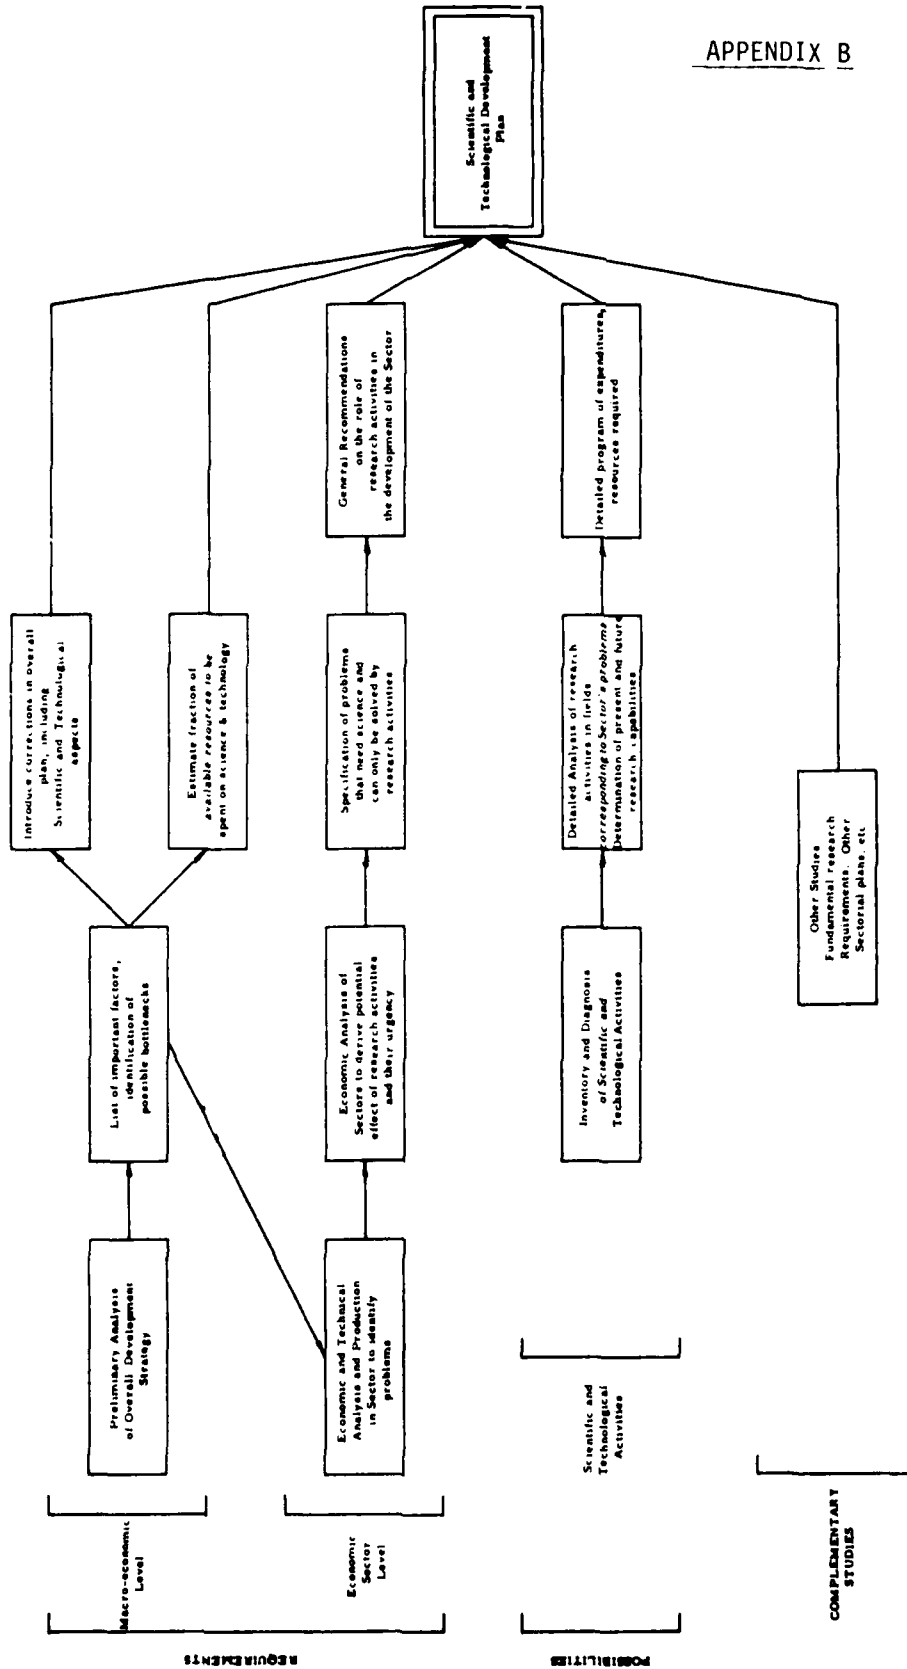 APPENDIX B
REQUIREMENTS
Macro-economic
Level
Preliminary Analysis
of Overall Development
Strategy
List of important factors,
identification of
possible bottlenecks
Introduce corrections in overall
plan, including
Scientific and Technological
aspects
Estimate fraction of
available resources to be
spent on science & technology
Economic
Sector
Level
Economic and Technical
Analysis and Production
in Sector to identify
problems
Economic Analysis of
Sectors to derive potential
effect of research activities
and their urgency
Specification of problems
that need science and
can only be solved by
research activities
General Recommendations
on the role of
research activities in
the development of the Sector
POSSIBILITIES
Scientific and
Technological
Activities
Inventory and Diagnosis
of Scientific and
Technological Activities
Detailed Analysis of research
activities in fields
corresponding to Sector's problems
Determination of present and future
research capabilities
Detailed program of expenditures,
resources required
COMPLEMENTARY
STUDIES
Other Studies
Fundamental research
Requirements. Other
Sectorial plans, etc
Scientific and
Technological Development
Plan